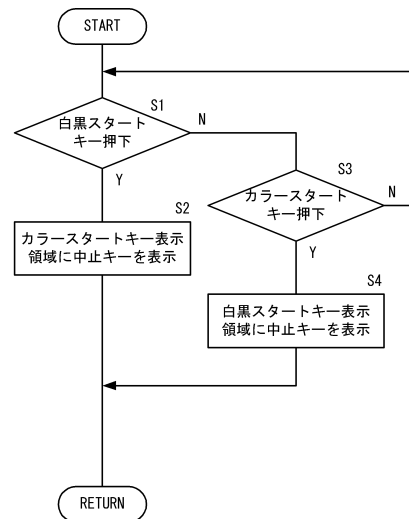 START
S1
白黒スタート
キー押下
N
Y
S2
カラースタートキー表示
領域に中止キーを表示
S3
カラースタート
キー押下
N
Y
S4
白黒スタートキー表示
領域に中止キーを表示
RETURN